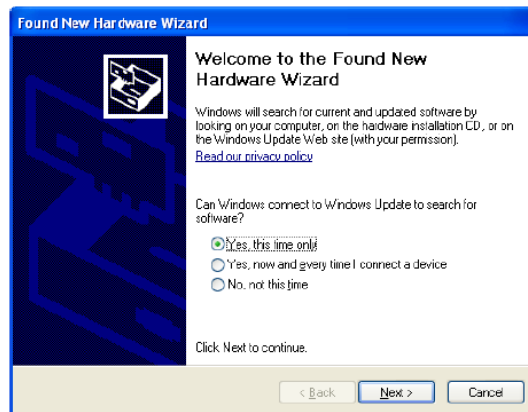 Found New Hardware Wizard
Welcome to the Found New
Hardware Wizard
Windows will search for current and updated software by
looking on your computer, on the hardware installation CD, or on
the Windows Update Web site (with your permission).
Read our privacy policy
Can Windows connect to Windows Update to search for
software?
Yes, this time only
Yes, now and every time I connect a device
No, not this time
Click Next to continue.
< Back
Next >
Cancel